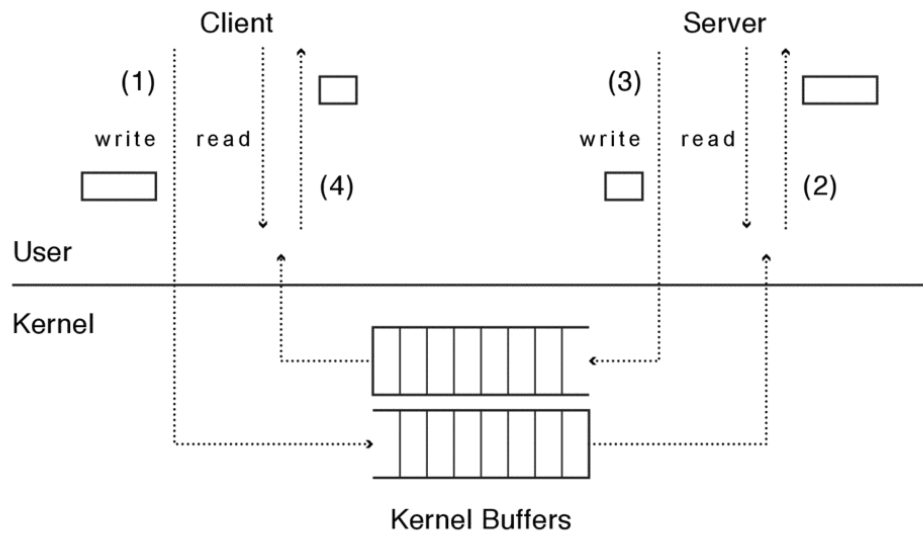 Client
Server
(1)
(3)
write read
write read
(4)
(2)
User
Kernel
Kernel Buffers